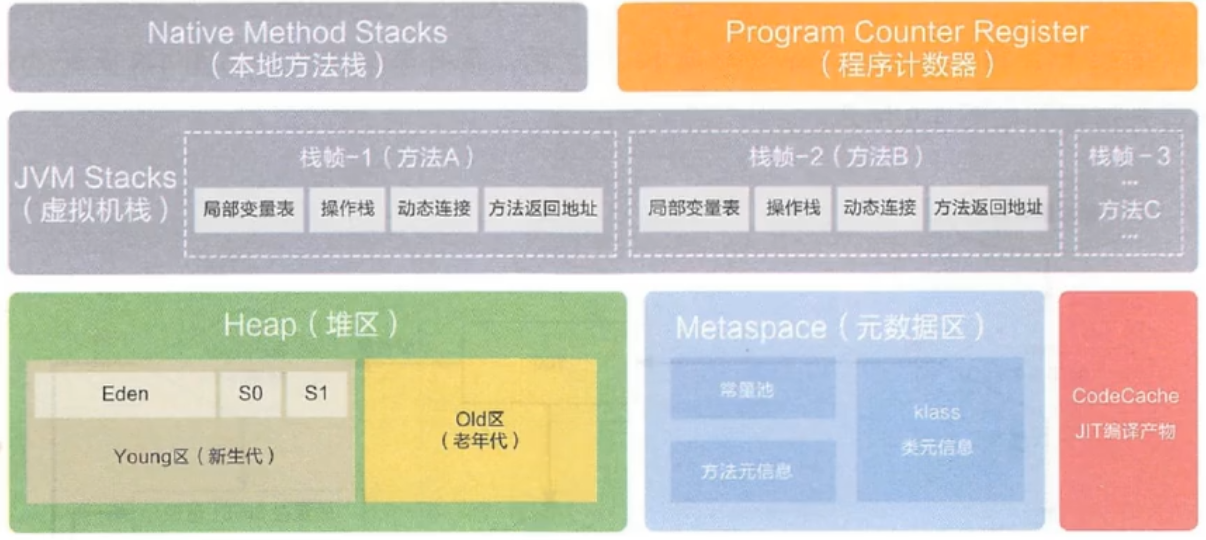 Native Method Stacks
（本地方法栈）
Program Counter Register
（程序计数器）
JVM Stacks
（虚拟机栈）
栈帧-1（方法A）
局部变量表
操作栈
动态连接
方法返回地址
栈帧-2（方法B）
局部变量表
操作栈
动态连接
方法返回地址
栈帧-3
...
方法C
...
Heap（堆区）
Eden
S0
S1
Young区（新生代）
Old区
（老年代）
Metaspace（元数据区）
常量池
方法元信息
klass
类元信息
CodeCache
JIT编译产物